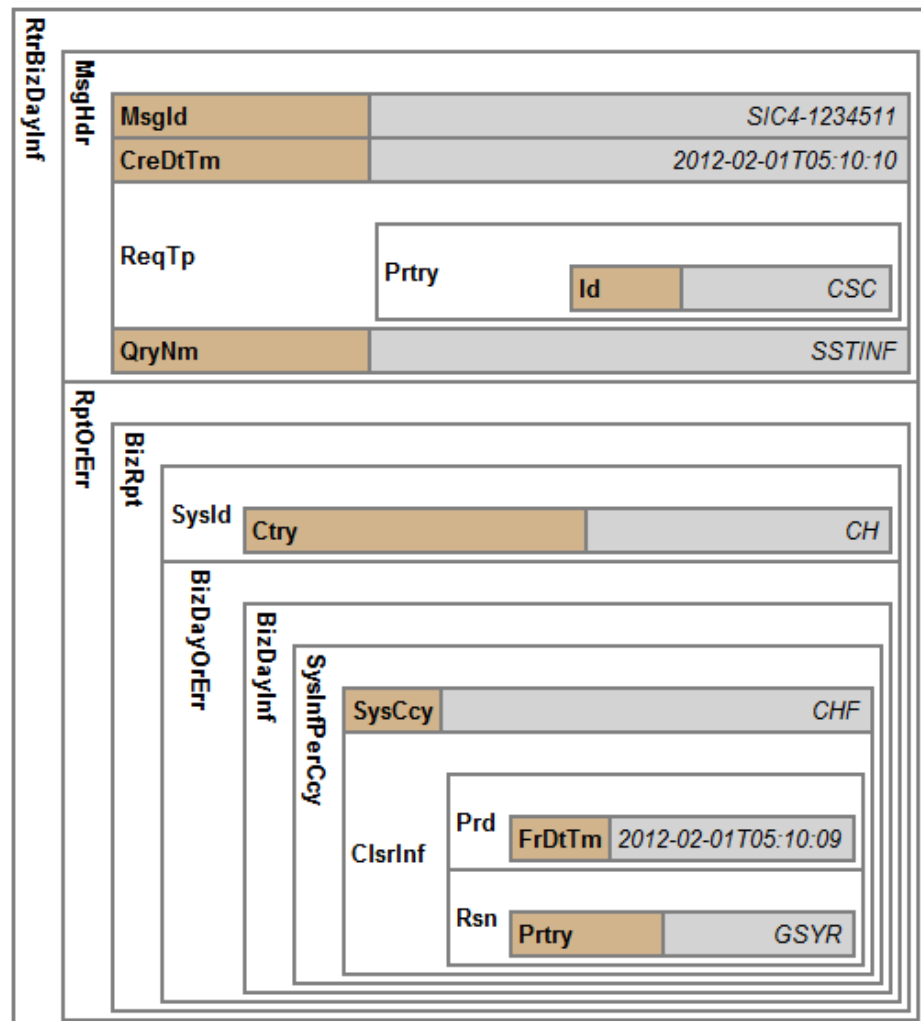 RtrBizDayInf
MsgHdr
MsgId SIC4-1234511
CreDtTm 2012-02-01T05:10:10
ReqTp
Prtry
Id CSC
QryNm SSTINF
RptOrErr
BizRpt
SysId
Ctry CH
BizDayOrErr
BizDayInf
SysInfPerCcy
SysCcy CHF
ClsrInf
Prd
FrDtTm 2012-02-01T05:10:09
Rsn
Prtry GSYR